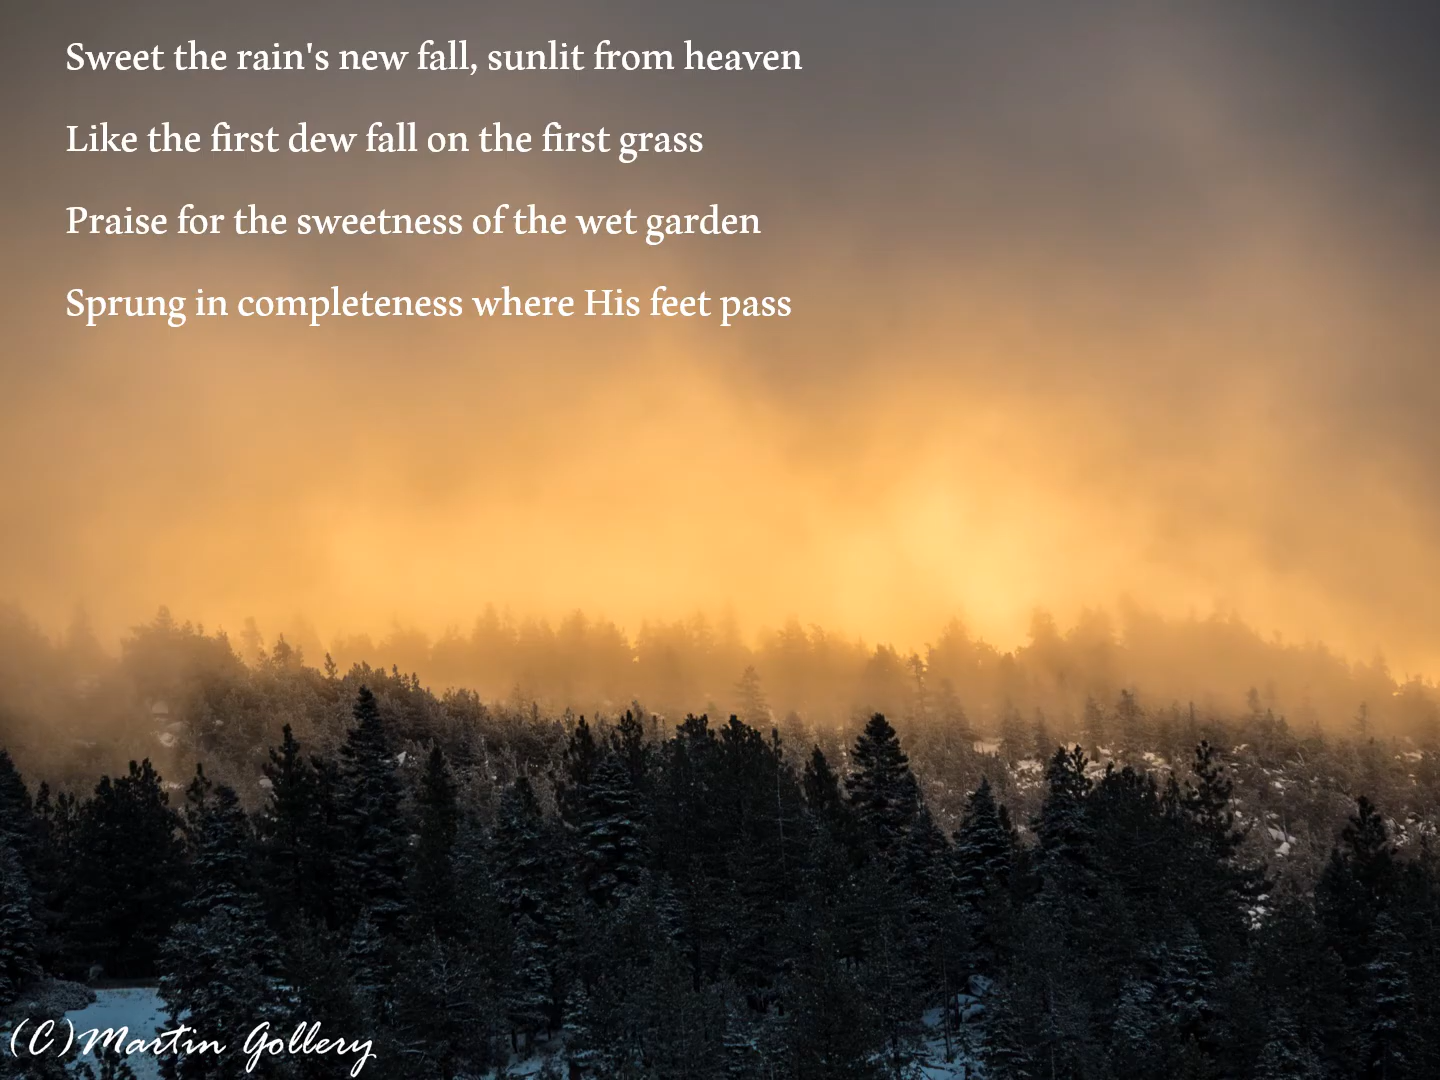 Sweet the rain's new fall, sunlit from heaven
Like the first dew fall on the first grass
Praise for the sweetness of the wet garden
Sprung in completeness where His feet pass
(C)Martin Gollery